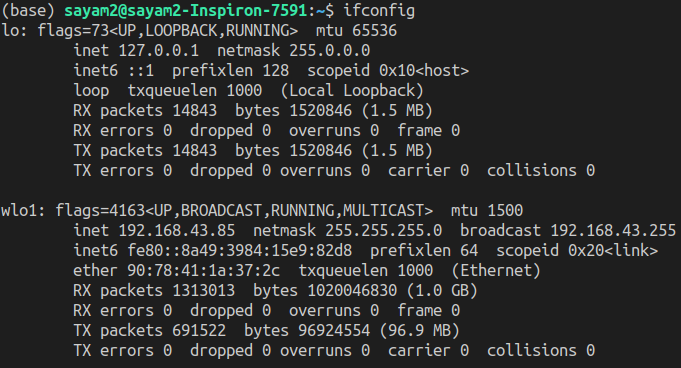 (base) sayam2@sayam2-Inspiron-7591:~$ ifconfig
lo: flags=73<UP,LOOPBACK,RUNNING>  mtu 65536
        inet 127.0.0.1  netmask 255.0.0.0
        inet6 ::1  prefixlen 128  scopeid 0x10<host>
        loop  txqueuelen 1000  (Local Loopback)
        RX packets 14843  bytes 1520846 (1.5 MB)
        RX errors 0  dropped 0  overruns 0  frame 0
        TX packets 14843  bytes 1520846 (1.5 MB)
        TX errors 0  dropped 0 overruns 0  carrier 0  collisions 0

wlo1: flags=4163<UP,BROADCAST,RUNNING,MULTICAST>  mtu 1500
        inet 192.168.43.85  netmask 255.255.255.0  broadcast 192.168.43.255
        inet6 fe80::8a49:3984:15e9:82d8  prefixlen 64  scopeid 0x20<link>
        ether 90:78:41:1a:37:2c  txqueuelen 1000  (Ethernet)
        RX packets 1313013  bytes 1020046830 (1.0 GB)
        RX errors 0  dropped 0  overruns 0  frame 0
        TX packets 691522  bytes 96924554 (96.9 MB)
        TX errors 0  dropped 0 overruns 0  carrier 0  collisions 0